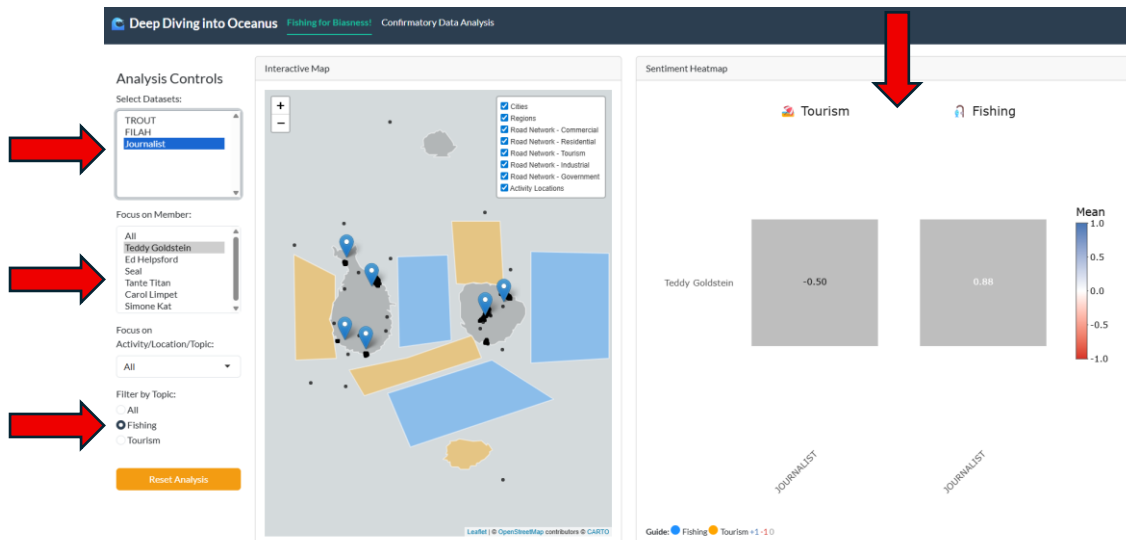 Deep Diving into Oceanus Fishing for Biasness! Confirmatory Data Analysis
Analysis Controls
Select Datasets:
TROUT
FILAH
Journalist
Focus on Member:
All
Teddy Goldstein
Ed Helpsford
Seal
Tante Titan
Carol Limpet
Simone Kat
Focus on
Activity/Location/Topic:
All
Filter by Topic:
All
Fishing
Tourism
Reset Analysis
Interactive Map
+
−
Cities
Regions
Road Network - Commercial
Road Network - Residential
Road Network - Tourism
Road Network - Industrial
Road Network - Government
Activity Locations
Leaflet | © OpenStreetMap contributors © CARTO
Sentiment Heatmap
Tourism Fishing
Teddy Goldstein
-0.50 0.88
Mean
1.0
0.5
0.0
-0.5
-1.0
JOURNALIST JOURNALIST
Guide: Fishing Tourism +1 -1 0